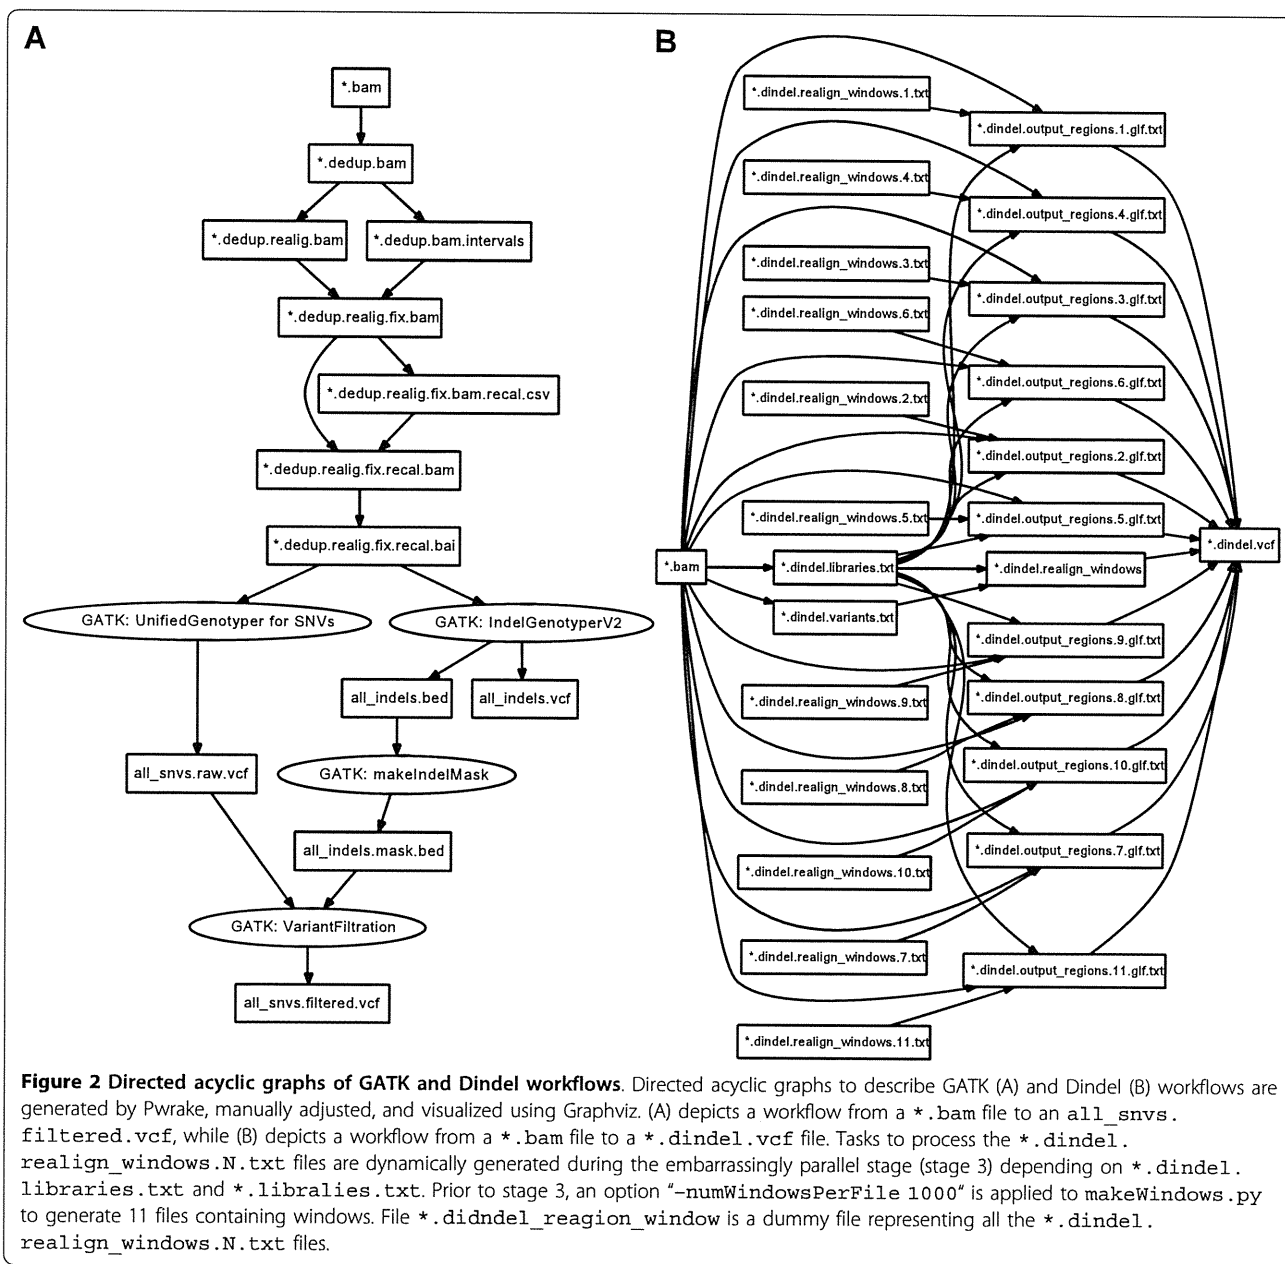 A
*.bam
*.dedup.bam
*.dedup.realig.bam
*.dedup.bam.intervals
*.dedup.realig.fix.bam
*.dedup.realig.fix.bam.recal.csv
*.dedup.realig.fix.recal.bam
*.dedup.realig.fix.recal.bai
GATK: UnifiedGenotyper for SNVs
GATK: IndelGenotyperV2
all_indels.bed
all_indels.vcf
all_snvs.raw.vcf
GATK: makeIndelMask
all_indels.mask.bed
GATK: VariantFiltration
all_snvs.filtered.vcf
B
*.dindel.realign_windows.1.txt
*.dindel.output_regions.1.glf.txt
*.dindel.realign_windows.4.txt
*.dindel.output_regions.4.glf.txt
*.dindel.realign_windows.3.txt
*.dindel.output_regions.3.glf.txt
*.dindel.realign_windows.6.txt
*.dindel.output_regions.6.glf.txt
*.dindel.realign_windows.2.txt
*.dindel.output_regions.2.glf.txt
*.dindel.realign_windows.5.txt
*.dindel.output_regions.5.glf.txt
*.dindel.vcf
*.bam
*.dindel.libraries.txt
*.dindel.realign_windows
*.dindel.variants.txt
*.dindel.output_regions.9.glf.txt
*.dindel.realign_windows.9.txt
*.dindel.output_regions.8.glf.txt
*.dindel.realign_windows.8.txt
*.dindel.output_regions.10.glf.txt
*.dindel.realign_windows.10.txt
*.dindel.output_regions.7.glf.txt
*.dindel.realign_windows.7.txt
*.dindel.output_regions.11.glf.txt
*.dindel.realign_windows.11.txt
Figure 2 Directed acyclic graphs of GATK and Dindel workflows. Directed acyclic graphs to describe GATK (A) and Dindel (B) workflows are
generated by Pwrake, manually adjusted, and visualized using Graphviz. (A) depicts a workflow from a *.bam file to an all_snvs.
filtered.vcf, while (B) depicts a workflow from a *.bam file to a *.dindel.vcf file. Tasks to process the *.dindel.
realign_windows.N.txt files are dynamically generated during the embarrassingly parallel stage (stage 3) depending on *.dindel.
libraries.txt and *.libralies.txt. Prior to stage 3, an option "–numWindowsPerFile 1000" is applied to makeWindows.py
to generate 11 files containing windows. File *.didndel_reagion_window is a dummy file representing all the *.dindel.
realign_windows.N.txt files.